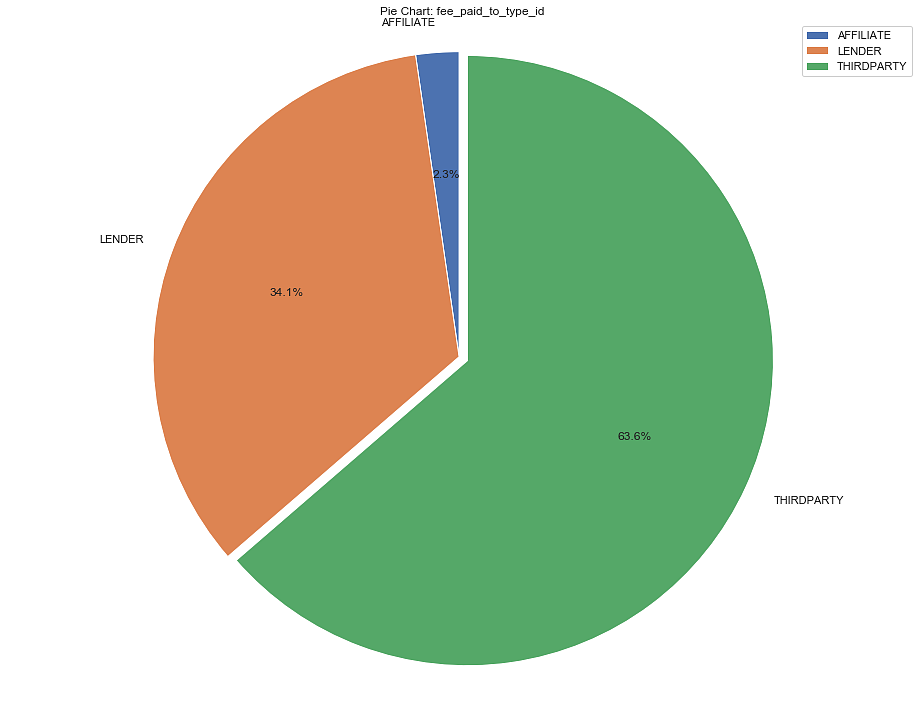 Pie Chart: fee_paid_to_type_id
AFFILIATE
AFFILIATE
LENDER
THIRDPARTY
2.3%
LENDER
34.1%
63.6%
THIRDPARTY